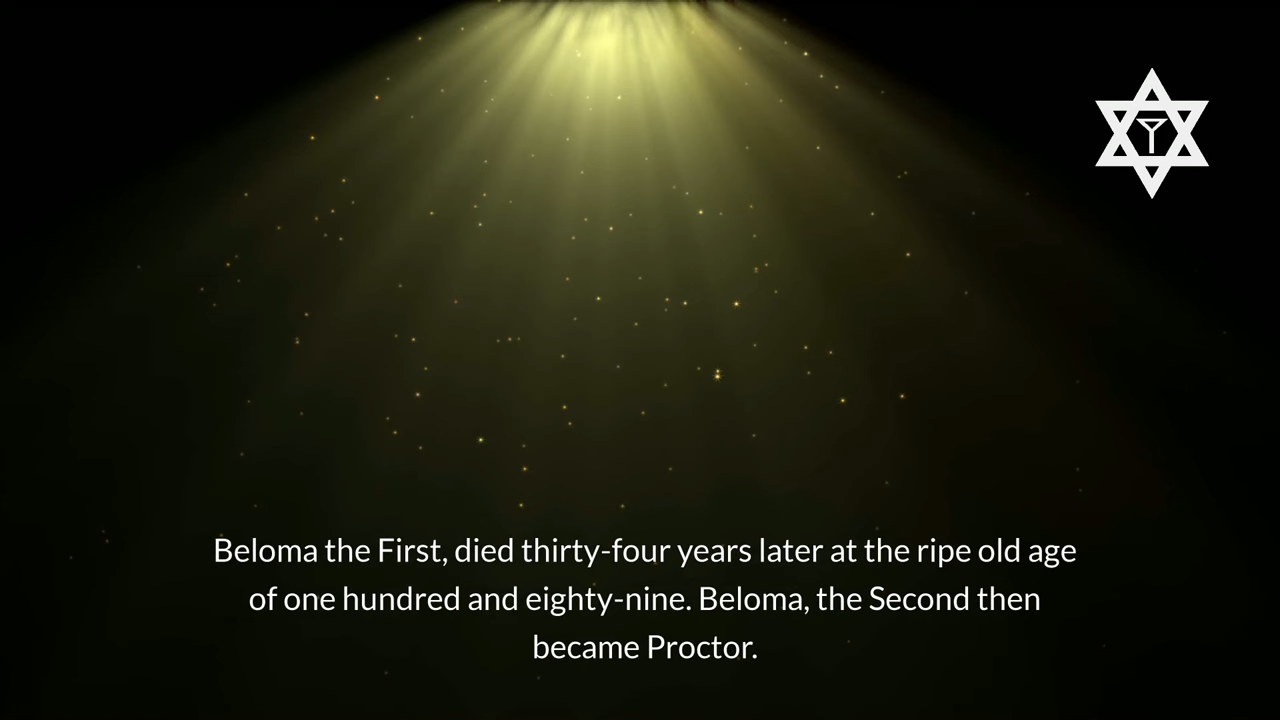 Beloma the First, died thirty-four years later at the ripe old age
of one hundred and eighty-nine. Beloma, the Second then
became Proctor.